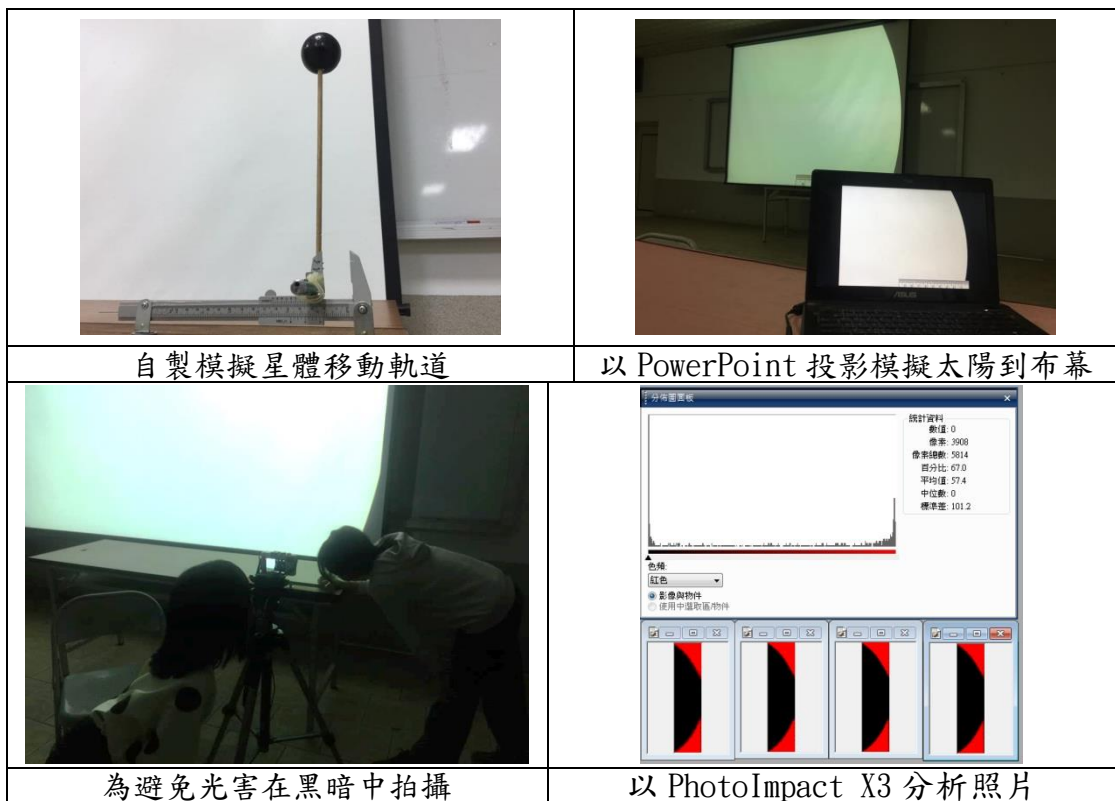 自製模擬星體移動軌道
以 PowerPoint 投影模擬太陽到布幕
ASUS
分佈圖面板
統計資料
數值: 0
像素: 3908
像素總數: 5814
百分比: 67.0
平均值: 57.4
中位數: 0
標準差: 101.2
色頻:
紅色
影像與物件
使用中選取區/物件
為避免光害在黑暗中拍攝
以 PhotoImpact X3 分析照片